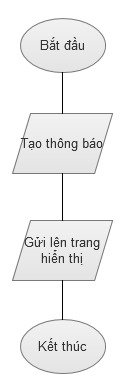 Bắt đầu
Tạo thông báo
Gửi lên trang
hiển thị
Kết thúc